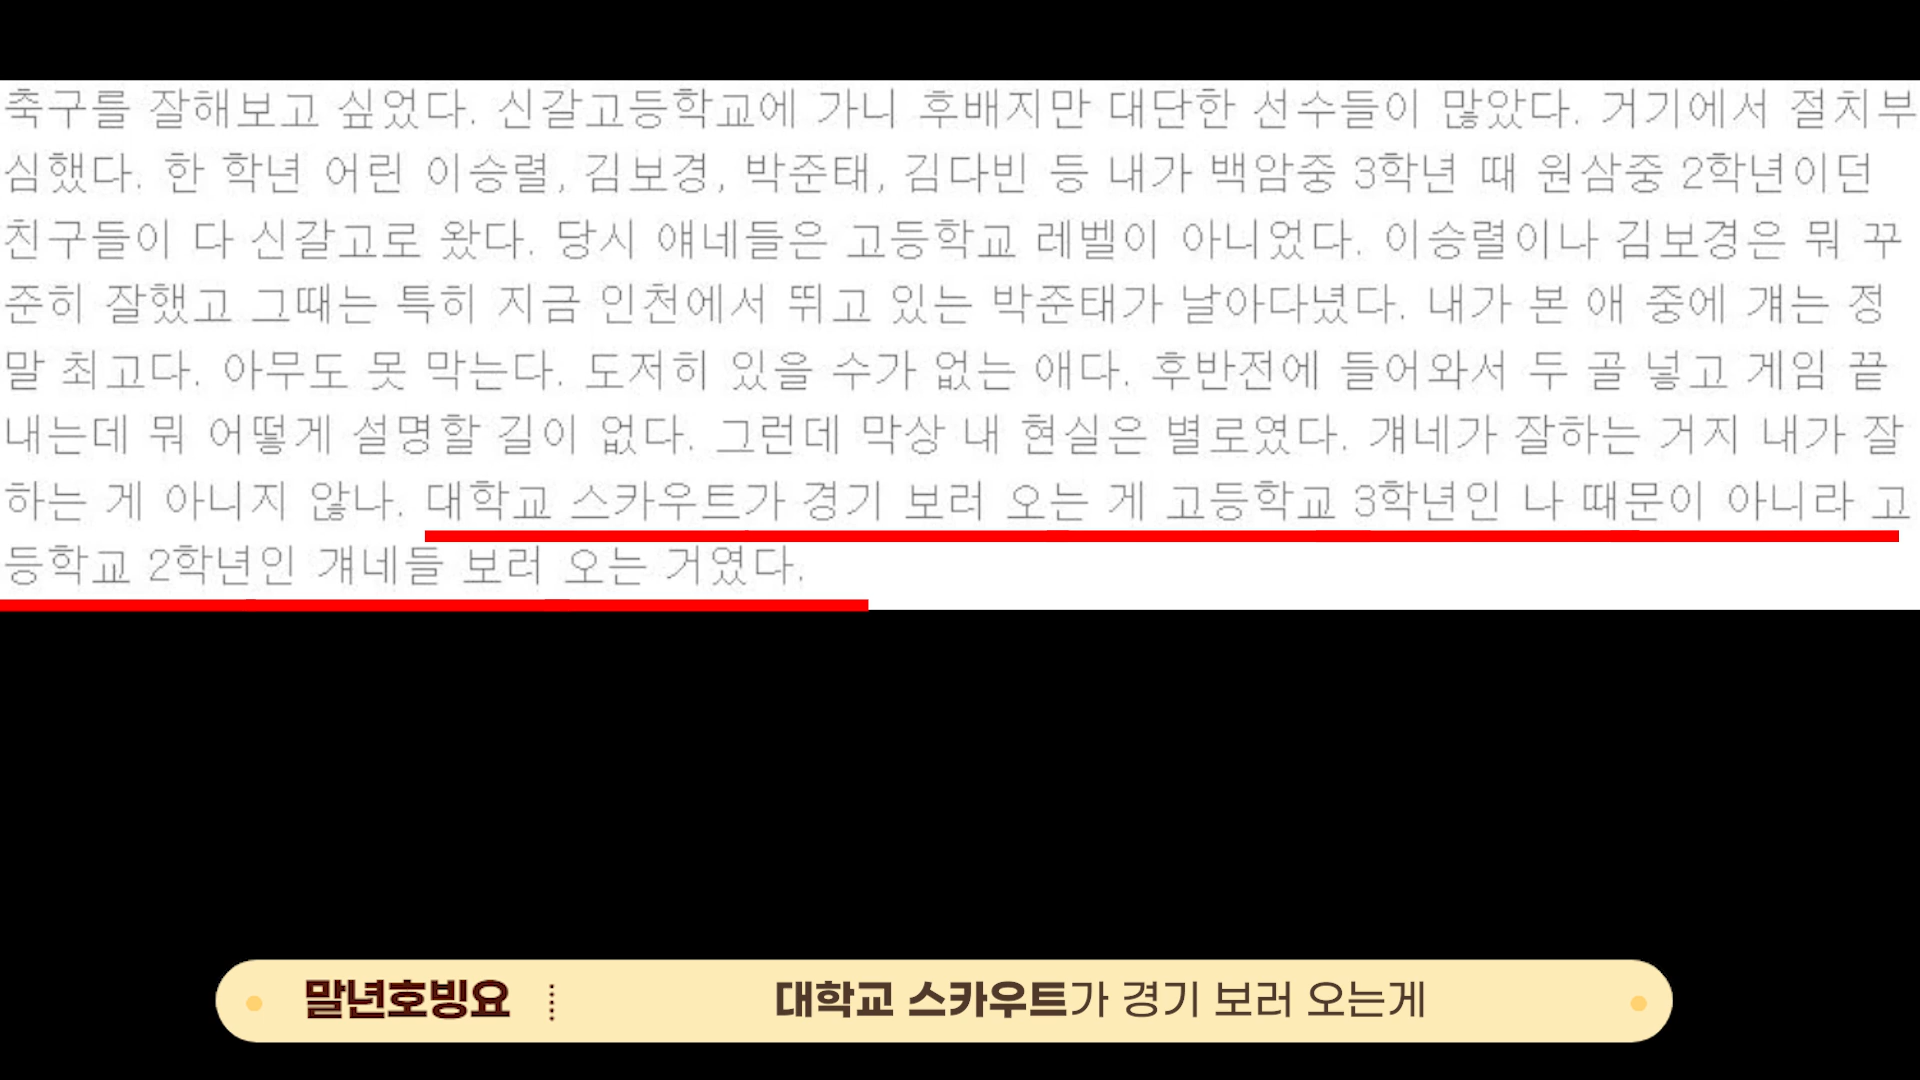 축구를 잘해보고 싶었다. 신갈고등학교에 가니 후배지만 대단한 선수들이 많았다. 거기에서 절치부
심했다. 한 학년 어린 이승렬, 김보경, 박준태, 김다빈 등 내가 백암중 3학년 때 원삼중 2학년이던
친구들이 다 신갈고로 왔다. 당시 얘네들은 고등학교 레벨이 아니었다. 이승렬이나 김보경은 뭐 꾸
준히 잘했고 그때는 특히 지금 인천에서 뛰고 있는 박준태가 날아다녔다. 내가 본 애 중에 걔는 정
말 최고다. 아무도 못 막는다. 도저히 있을 수가 없는 애다. 후반전에 들어와서 두 골 넣고 게임 끝
내는데 뭐 어떻게 설명할 길이 없다. 그런데 막상 내 현실은 별로였다. 걔네가 잘하는 거지 내가 잘
하는 게 아니지 않나. 대학교 스카우트가 경기 보러 오는 게 고등학교 3학년인 나 때문이 아니라 고
등학교 2학년인 걔네들 보러 오는 거였다.
말년호빙요
대학교 스카우트가 경기 보러 오는게